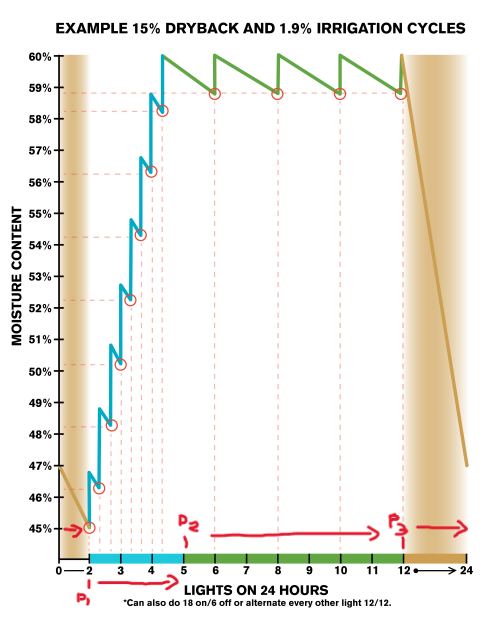 EXAMPLE 15% DRYBACK AND 1.9% IRRIGATION CYCLES
MOISTURE CONTENT
60%
59%
58%
57%
56%
55%
54%
53%
52%
51%
50%
49%
48%
47%
46%
45%
P2
P3
0 2 3 4 5 6 7 8 9 10 11 12 24
P1
LIGHTS ON 24 HOURS
*Can also do 18 on/6 off or alternate every other light 12/12.